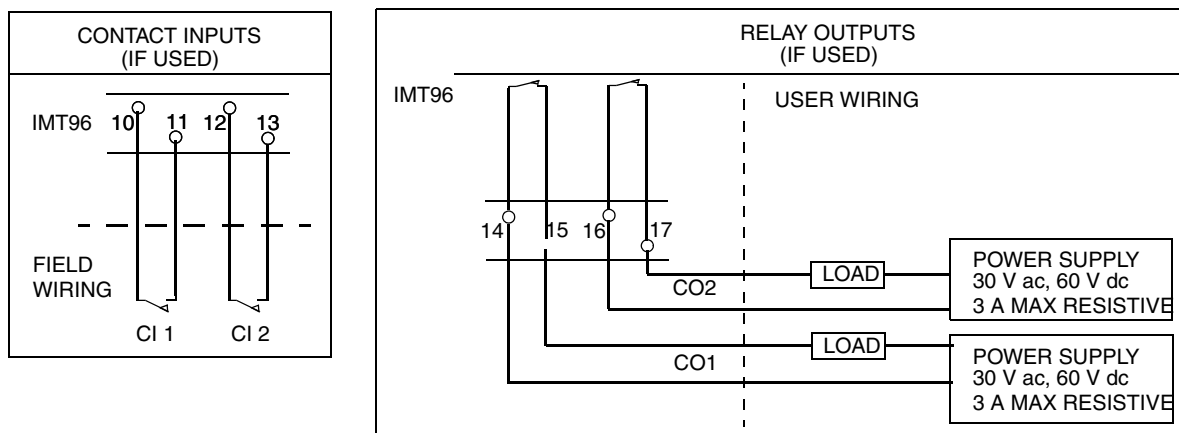 CONTACT INPUTS
(IF USED)
IMT96
10 11 12 13
FIELD
WIRING
CI 1 CI 2
RELAY OUTPUTS
(IF USED)
IMT96
USER WIRING
14 15 16 17
CO2
LOAD
POWER SUPPLY
30 V ac, 60 V dc
3 A MAX RESISTIVE
CO1
LOAD
POWER SUPPLY
30 V ac, 60 V dc
3 A MAX RESISTIVE